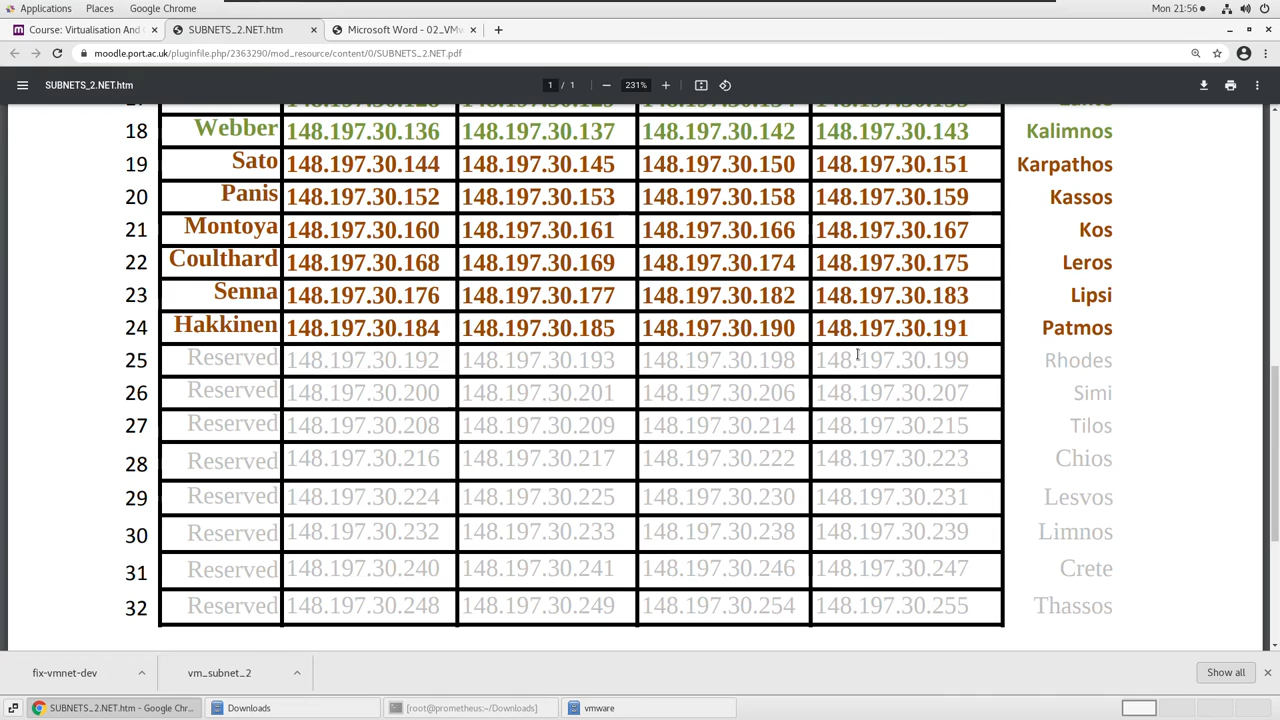 Applications Places Google Chrome Mon 21:56
Course: Virtualisation And SUBNETS_2.NET.htm Microsoft Word - 02_VM
moodle.port.ac.uk/pluginfile.php/2363290/mod_resource/content/0/SUBNETS_2.NET.pdf
SUBNETS_2.NET.htm 1 / 1 231%
18 Webber 148.197.30.136 148.197.30.137 148.197.30.142 148.197.30.143 Kalimnos
19 Sato 148.197.30.144 148.197.30.145 148.197.30.150 148.197.30.151 Karpathos
20 Panis 148.197.30.152 148.197.30.153 148.197.30.158 148.197.30.159 Kassos
21 Montoya 148.197.30.160 148.197.30.161 148.197.30.166 148.197.30.167 Kos
22 Coulthard 148.197.30.168 148.197.30.169 148.197.30.174 148.197.30.175 Leros
23 Senna 148.197.30.176 148.197.30.177 148.197.30.182 148.197.30.183 Lipsi
24 Hakkinen 148.197.30.184 148.197.30.185 148.197.30.190 148.197.30.191 Patmos
25 Reserved 148.197.30.192 148.197.30.193 148.197.30.198 148.197.30.199 Rhodes
26 Reserved 148.197.30.200 148.197.30.201 148.197.30.206 148.197.30.207 Simi
27 Reserved 148.197.30.208 148.197.30.209 148.197.30.214 148.197.30.215 Tilos
28 Reserved 148.197.30.216 148.197.30.217 148.197.30.222 148.197.30.223 Chios
29 Reserved 148.197.30.224 148.197.30.225 148.197.30.230 148.197.30.231 Lesvos
30 Reserved 148.197.30.232 148.197.30.233 148.197.30.238 148.197.30.239 Limnos
31 Reserved 148.197.30.240 148.197.30.241 148.197.30.246 148.197.30.247 Crete
32 Reserved 148.197.30.248 148.197.30.249 148.197.30.254 148.197.30.255 Thassos
fix-vmnet-dev vm_subnet_2 Show all
SUBNETS_2.NET.htm - Google Chr... Downloads [root@prometheus:~/Downloads] vmware